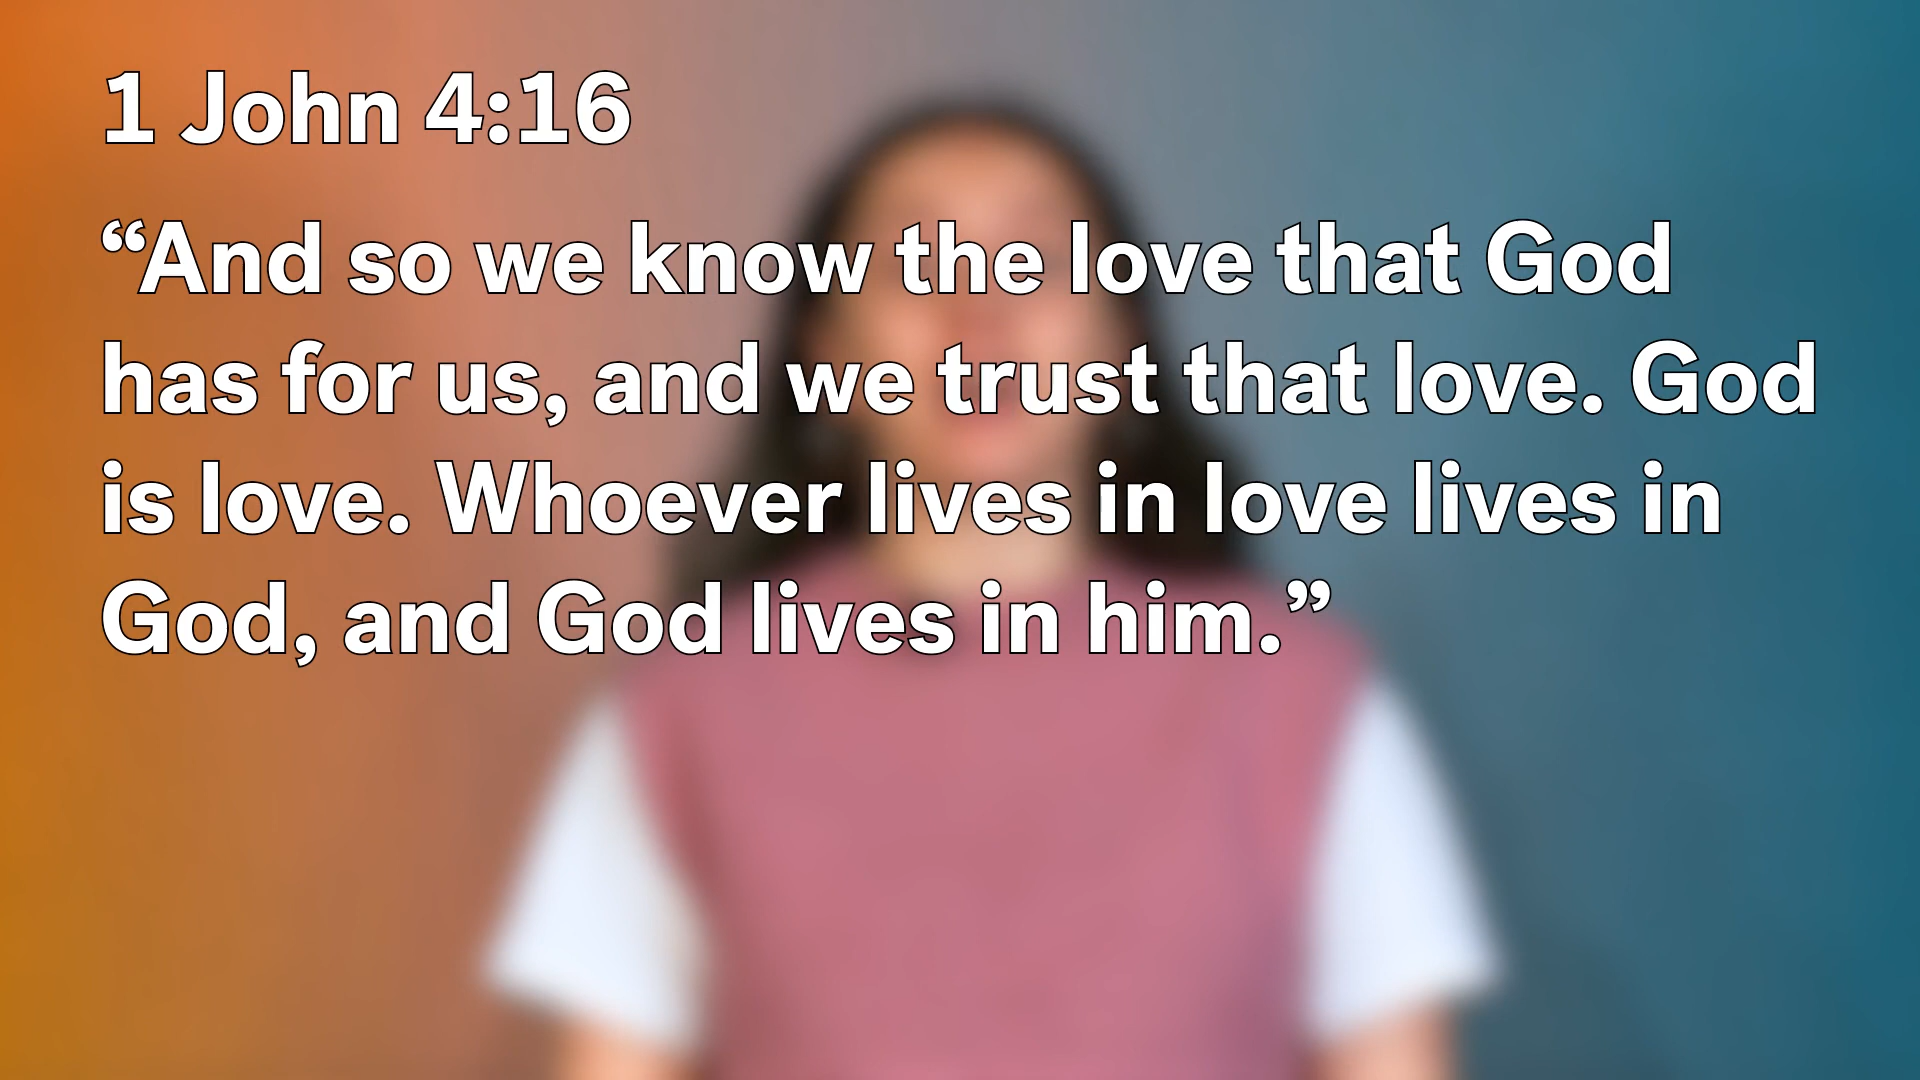 1 John 4:16
“And so we know the love that God
has for us, and we trust that love. God
is love. Whoever lives in love lives in
God, and God lives in him.”